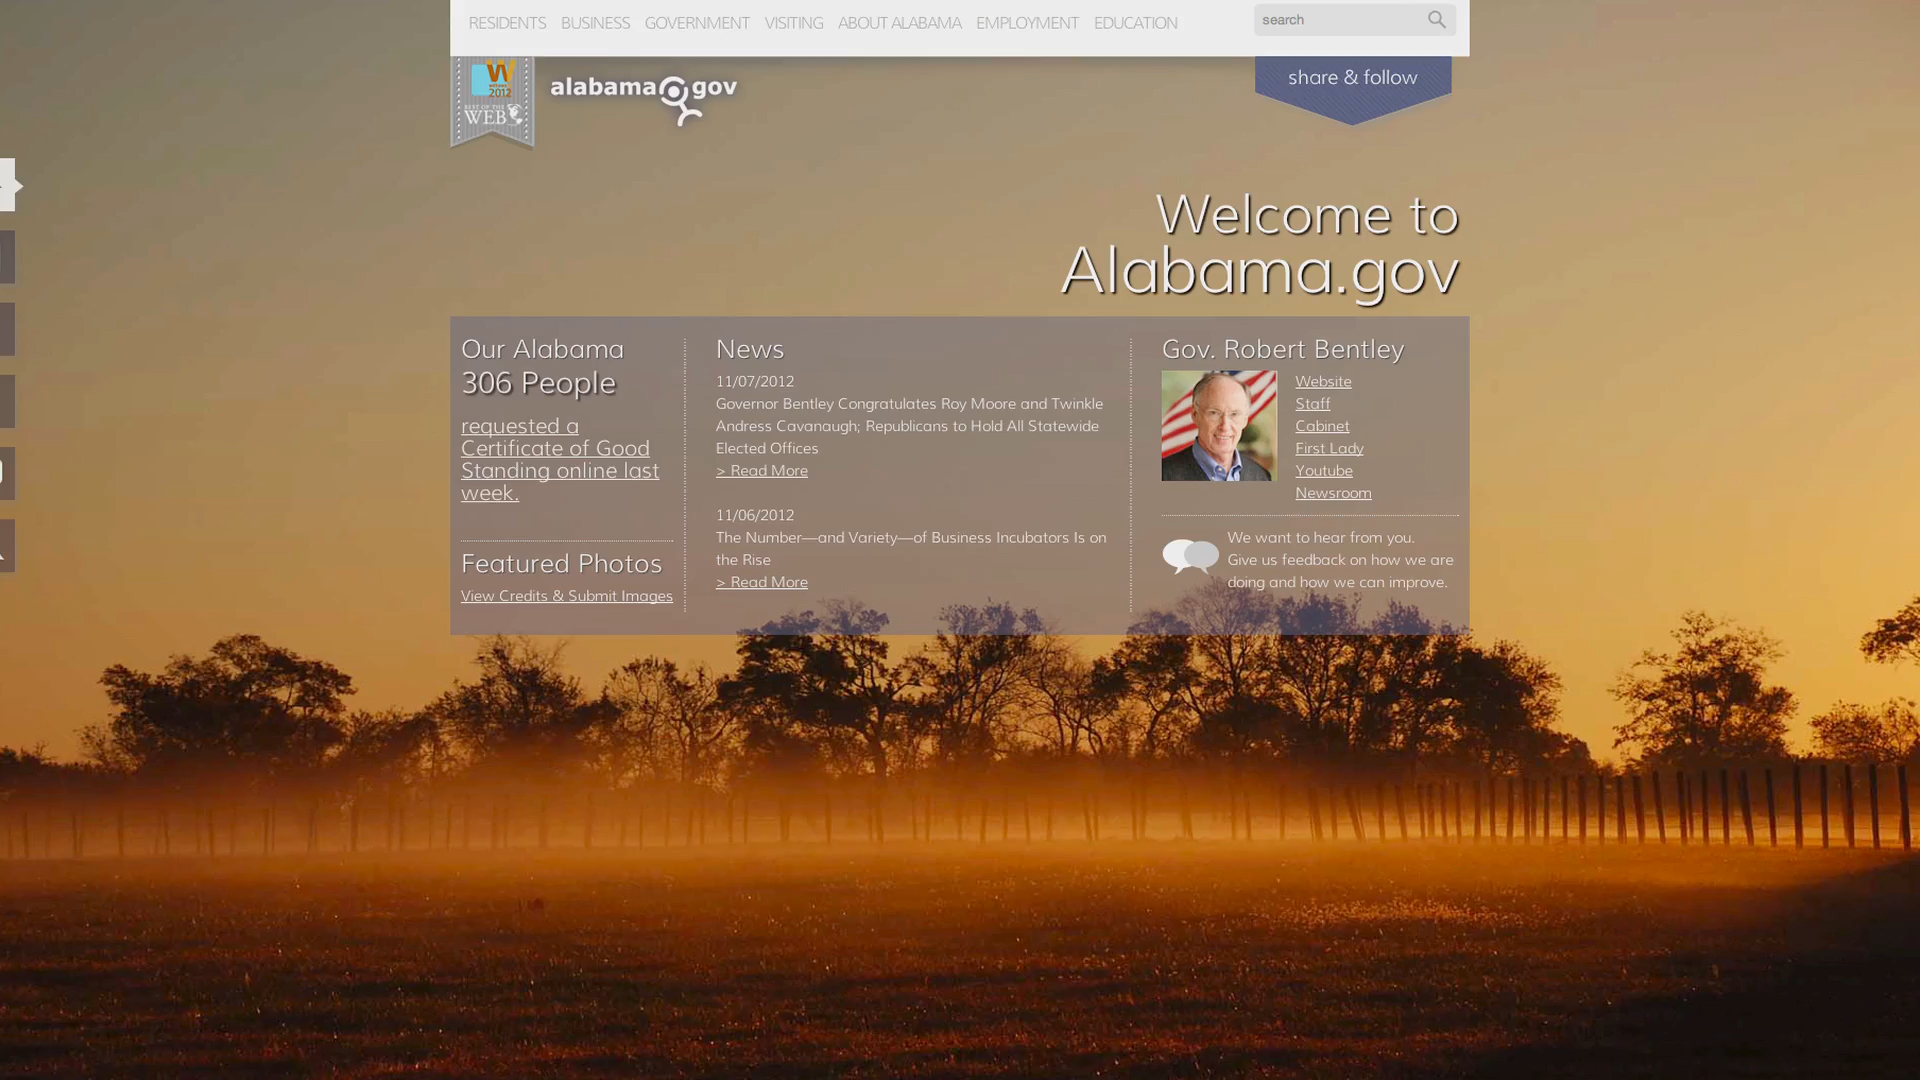 RESIDENTS BUSINESS GOVERNMENT VISITING ABOUT ALABAMA EMPLOYMENT EDUCATION
search
2012
BEST OF THE
WEB
alabama gov
share & follow
Welcome to
Alabama.gov
Our Alabama
306 People
requested a
Certificate of Good
Standing online last
week.
Featured Photos
View Credits & Submit Images
News
11/07/2012
Governor Bentley Congratulates Roy Moore and Twinkle
Andress Cavanaugh; Republicans to Hold All Statewide
Elected Offices
> Read More
11/06/2012
The Number—and Variety—of Business Incubators Is on
the Rise
> Read More
Gov. Robert Bentley
Website
Staff
Cabinet
First Lady
Youtube
Newsroom
We want to hear from you.
Give us feedback on how we are
doing and how we can improve.